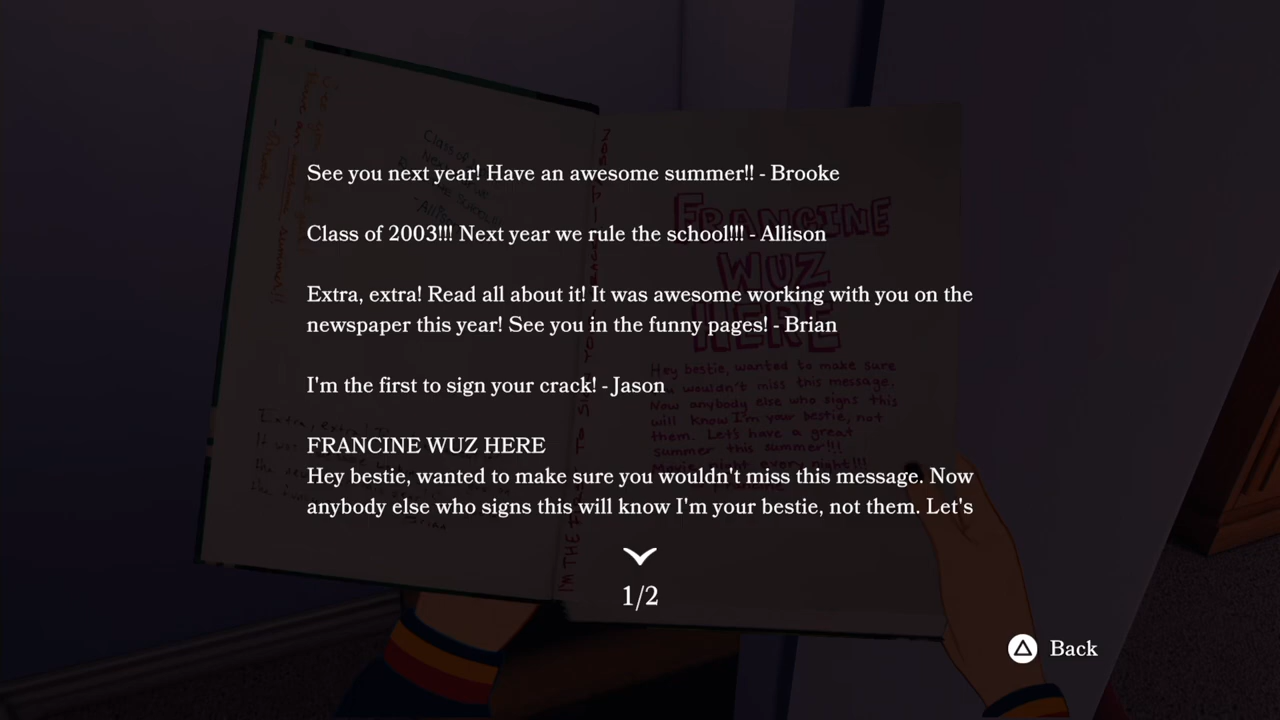 See you next year! Have an awesome summer!! - Brooke
Class of 2003!!! Next year we rule the school!!! - Allison
Extra, extra! Read all about it! It was awesome working with you on the
newspaper this year! See you in the funny pages! - Brian
I'm the first to sign your crack! - Jason
FRANCINE WUZ HERE
Hey bestie, wanted to make sure you wouldn't miss this message. Now
anybody else who signs this will know I'm your bestie, not them. Let's
1/2
Back
FRANCINE
WUZ
HERE
Hey bestie, wanted to make sure
you wouldn't miss this message.
Now anybody else who signs this
will know I'm your bestie, not
them. Let's have a great
summer this summer!!!
Movie night every night!!!